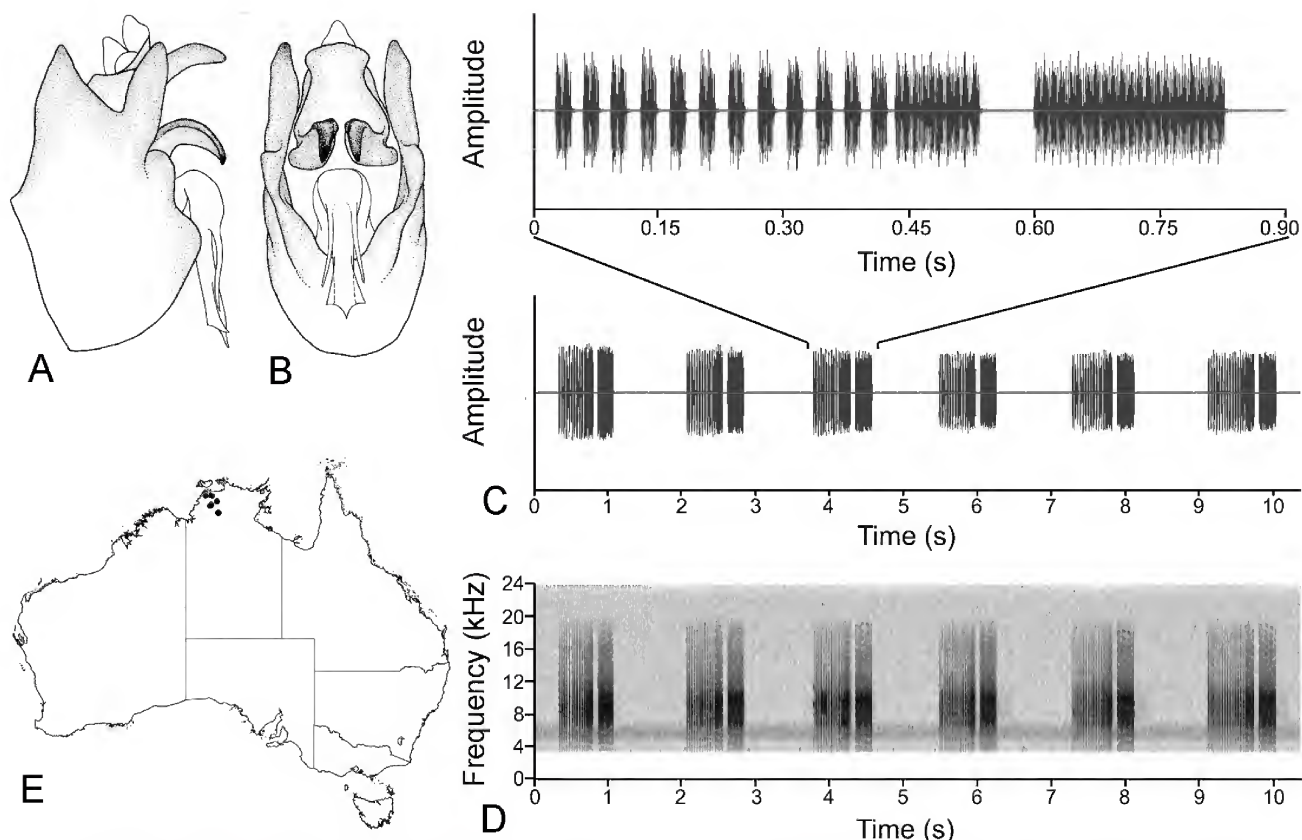 A
B
Amplitude
0 0.15 0.30 0.45 0.60 0.75 0.90
Time (s)
Amplitude
C
0 1 2 3 4 5 6 7 8 9 10
Time (s)
E
Frequency (kHz)
24
20
16
12
8
4
0
D
0 1 2 3 4 5 6 7 8 9 10
Time (s)